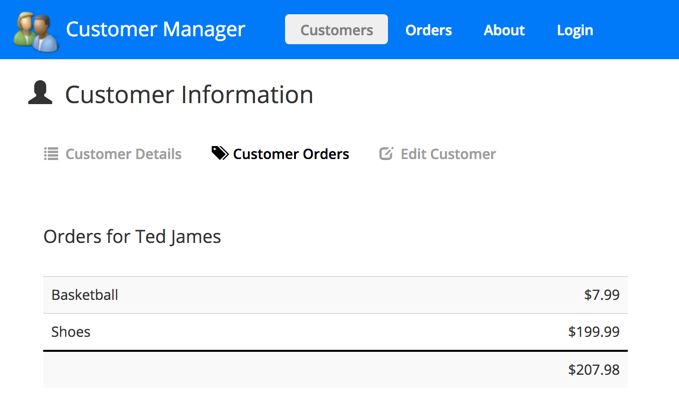 Customer Manager Customers Orders About Login
Customer Information
Customer Details Customer Orders Edit Customer
Orders for Ted James
Basketball $7.99
Shoes $199.99
$207.98